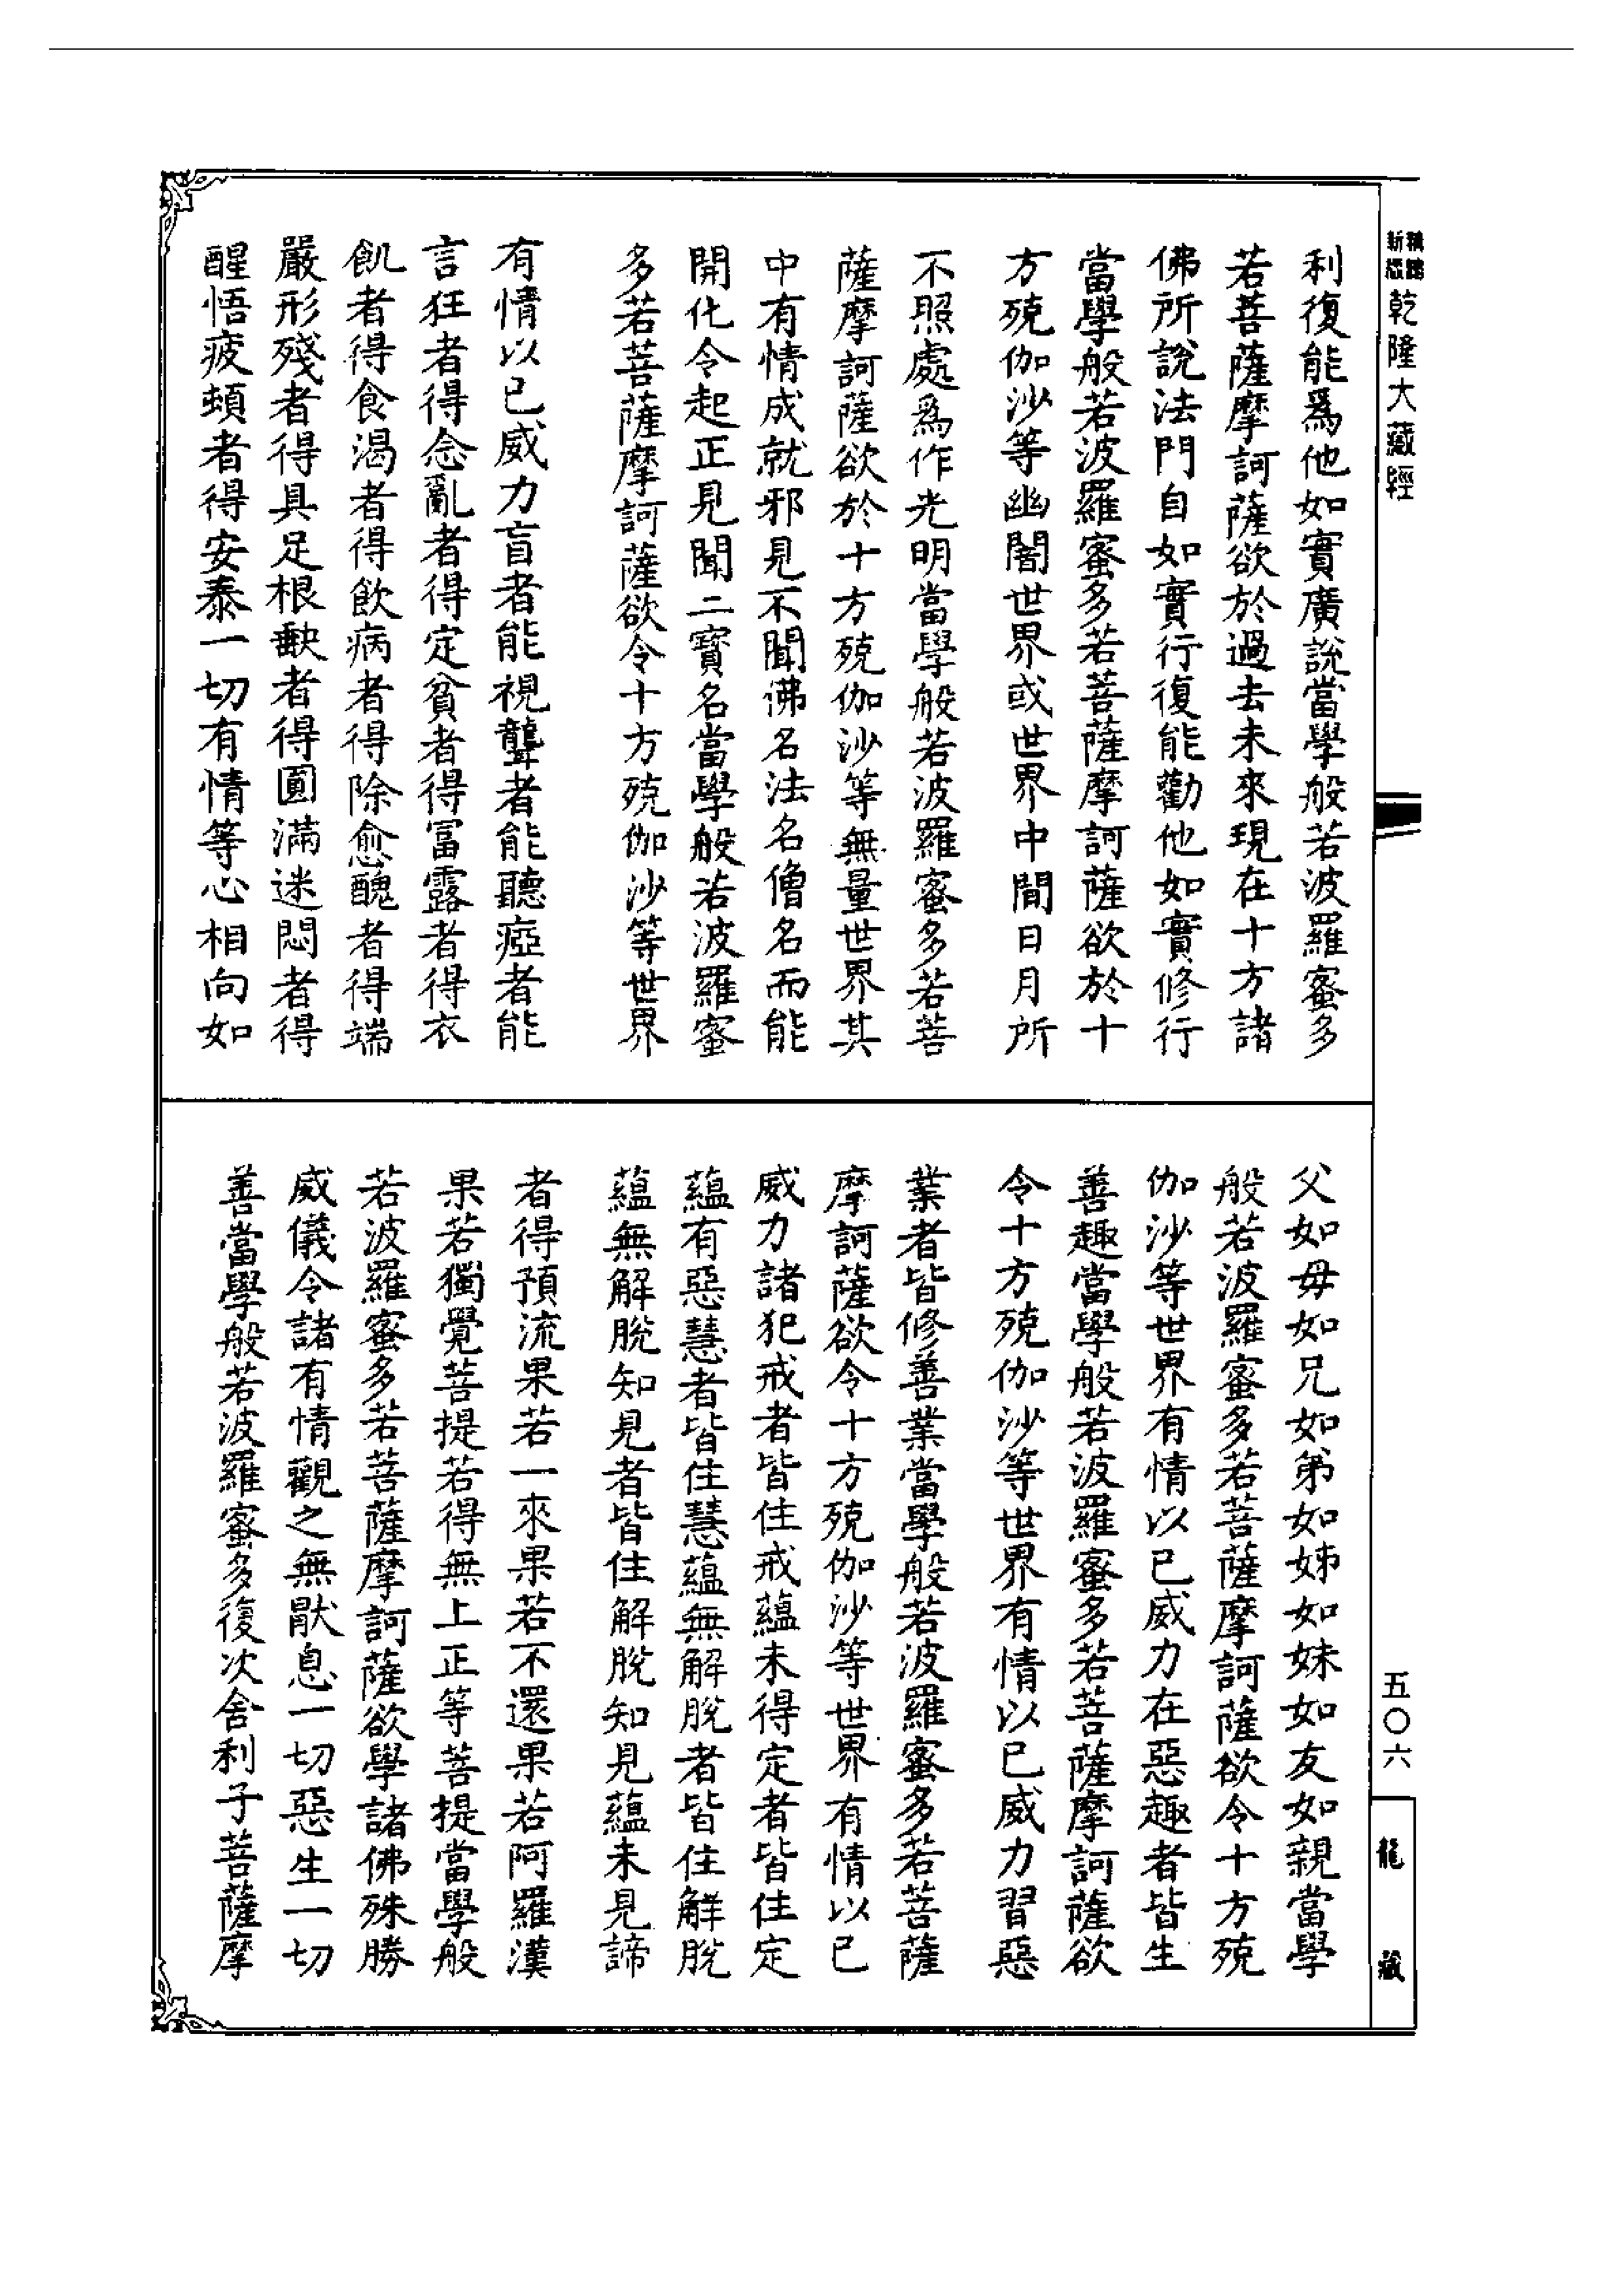 乾隆大藏經
利復能爲他如實廣說當學般若波羅蜜多
若菩薩摩訶薩欲於過去未來現在十方諸
佛所說法門自如實行復能勸他如實修行
當學般若波羅蜜多若菩薩摩訶薩欲於十
方殑伽沙等幽闇世界或世界中間日月所
不照處爲作光明當學般若波羅蜜多若菩
薩摩訶薩欲於十方殑伽沙等無量世界其
中有情成就邪見不聞佛名法名僧名而能
開化令起正見聞二寳名當學般若波羅蜜
多若菩薩摩訶薩欲令十方殑伽沙等世界
有情以已威力盲者能視聾者能聽瘂者能
言狂者得念亂者得定貧者得富露者得衣
飢者得食渴者得飲病者得除愈醜者得端
嚴形殘者得具足根缺者得圓滿迷悶者得
醒悟疲頓者得安泰一切有情等心相向如
父如母如兄如弟如姊如妹如友如親當學
般若波羅蜜多若菩薩摩訶薩欲令十方殑
伽沙等世界有情以已威力在惡趣者皆生
善趣當學般若波羅蜜多若菩薩摩訶薩欲
令十方殑伽沙等世界有情以已威力習惡
業者皆修善業當學般若波羅蜜多若菩薩
摩訶薩欲令十方殑伽沙等世界有情以已
威力諸犯戒者皆住戒蘊未得定者皆住定
蘊有惡慧者皆住慧蘊無解脫者皆住解脫
蘊無解脫知見者皆住解脫知見蘊未見諦
者得預流果若一來果若不還果若阿羅漢
果若獨覺菩提若得無上正等菩提當學般
若波羅蜜多若菩薩摩訶薩欲學諸佛殊勝
威儀令諸有情觀之無猒息一切惡生一切
善當學般若波羅蜜多復次舍利子菩薩摩
五〇六
龍藏